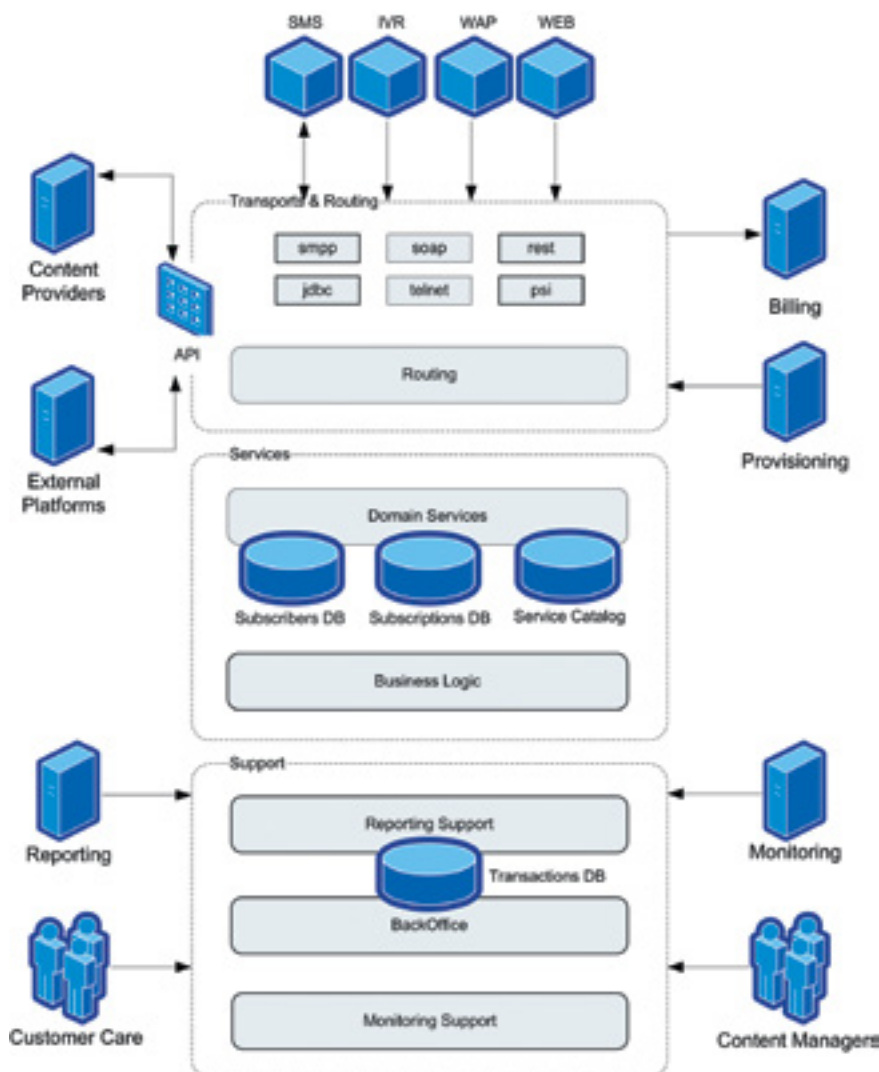 SMS IVR WAP WEB
Transports & Routing
smpp soap rest
jdbc telnet psi
Routing
Content
Providers
API
External
Platforms
Billing
Provisioning
Services
Domain Services
Subscribers DB Subscriptions DB Service Catalog
Business Logic
Support
Reporting Support
Transactions DB
BackOffice
Monitoring Support
Reporting
Customer Care
Monitoring
Content Managers